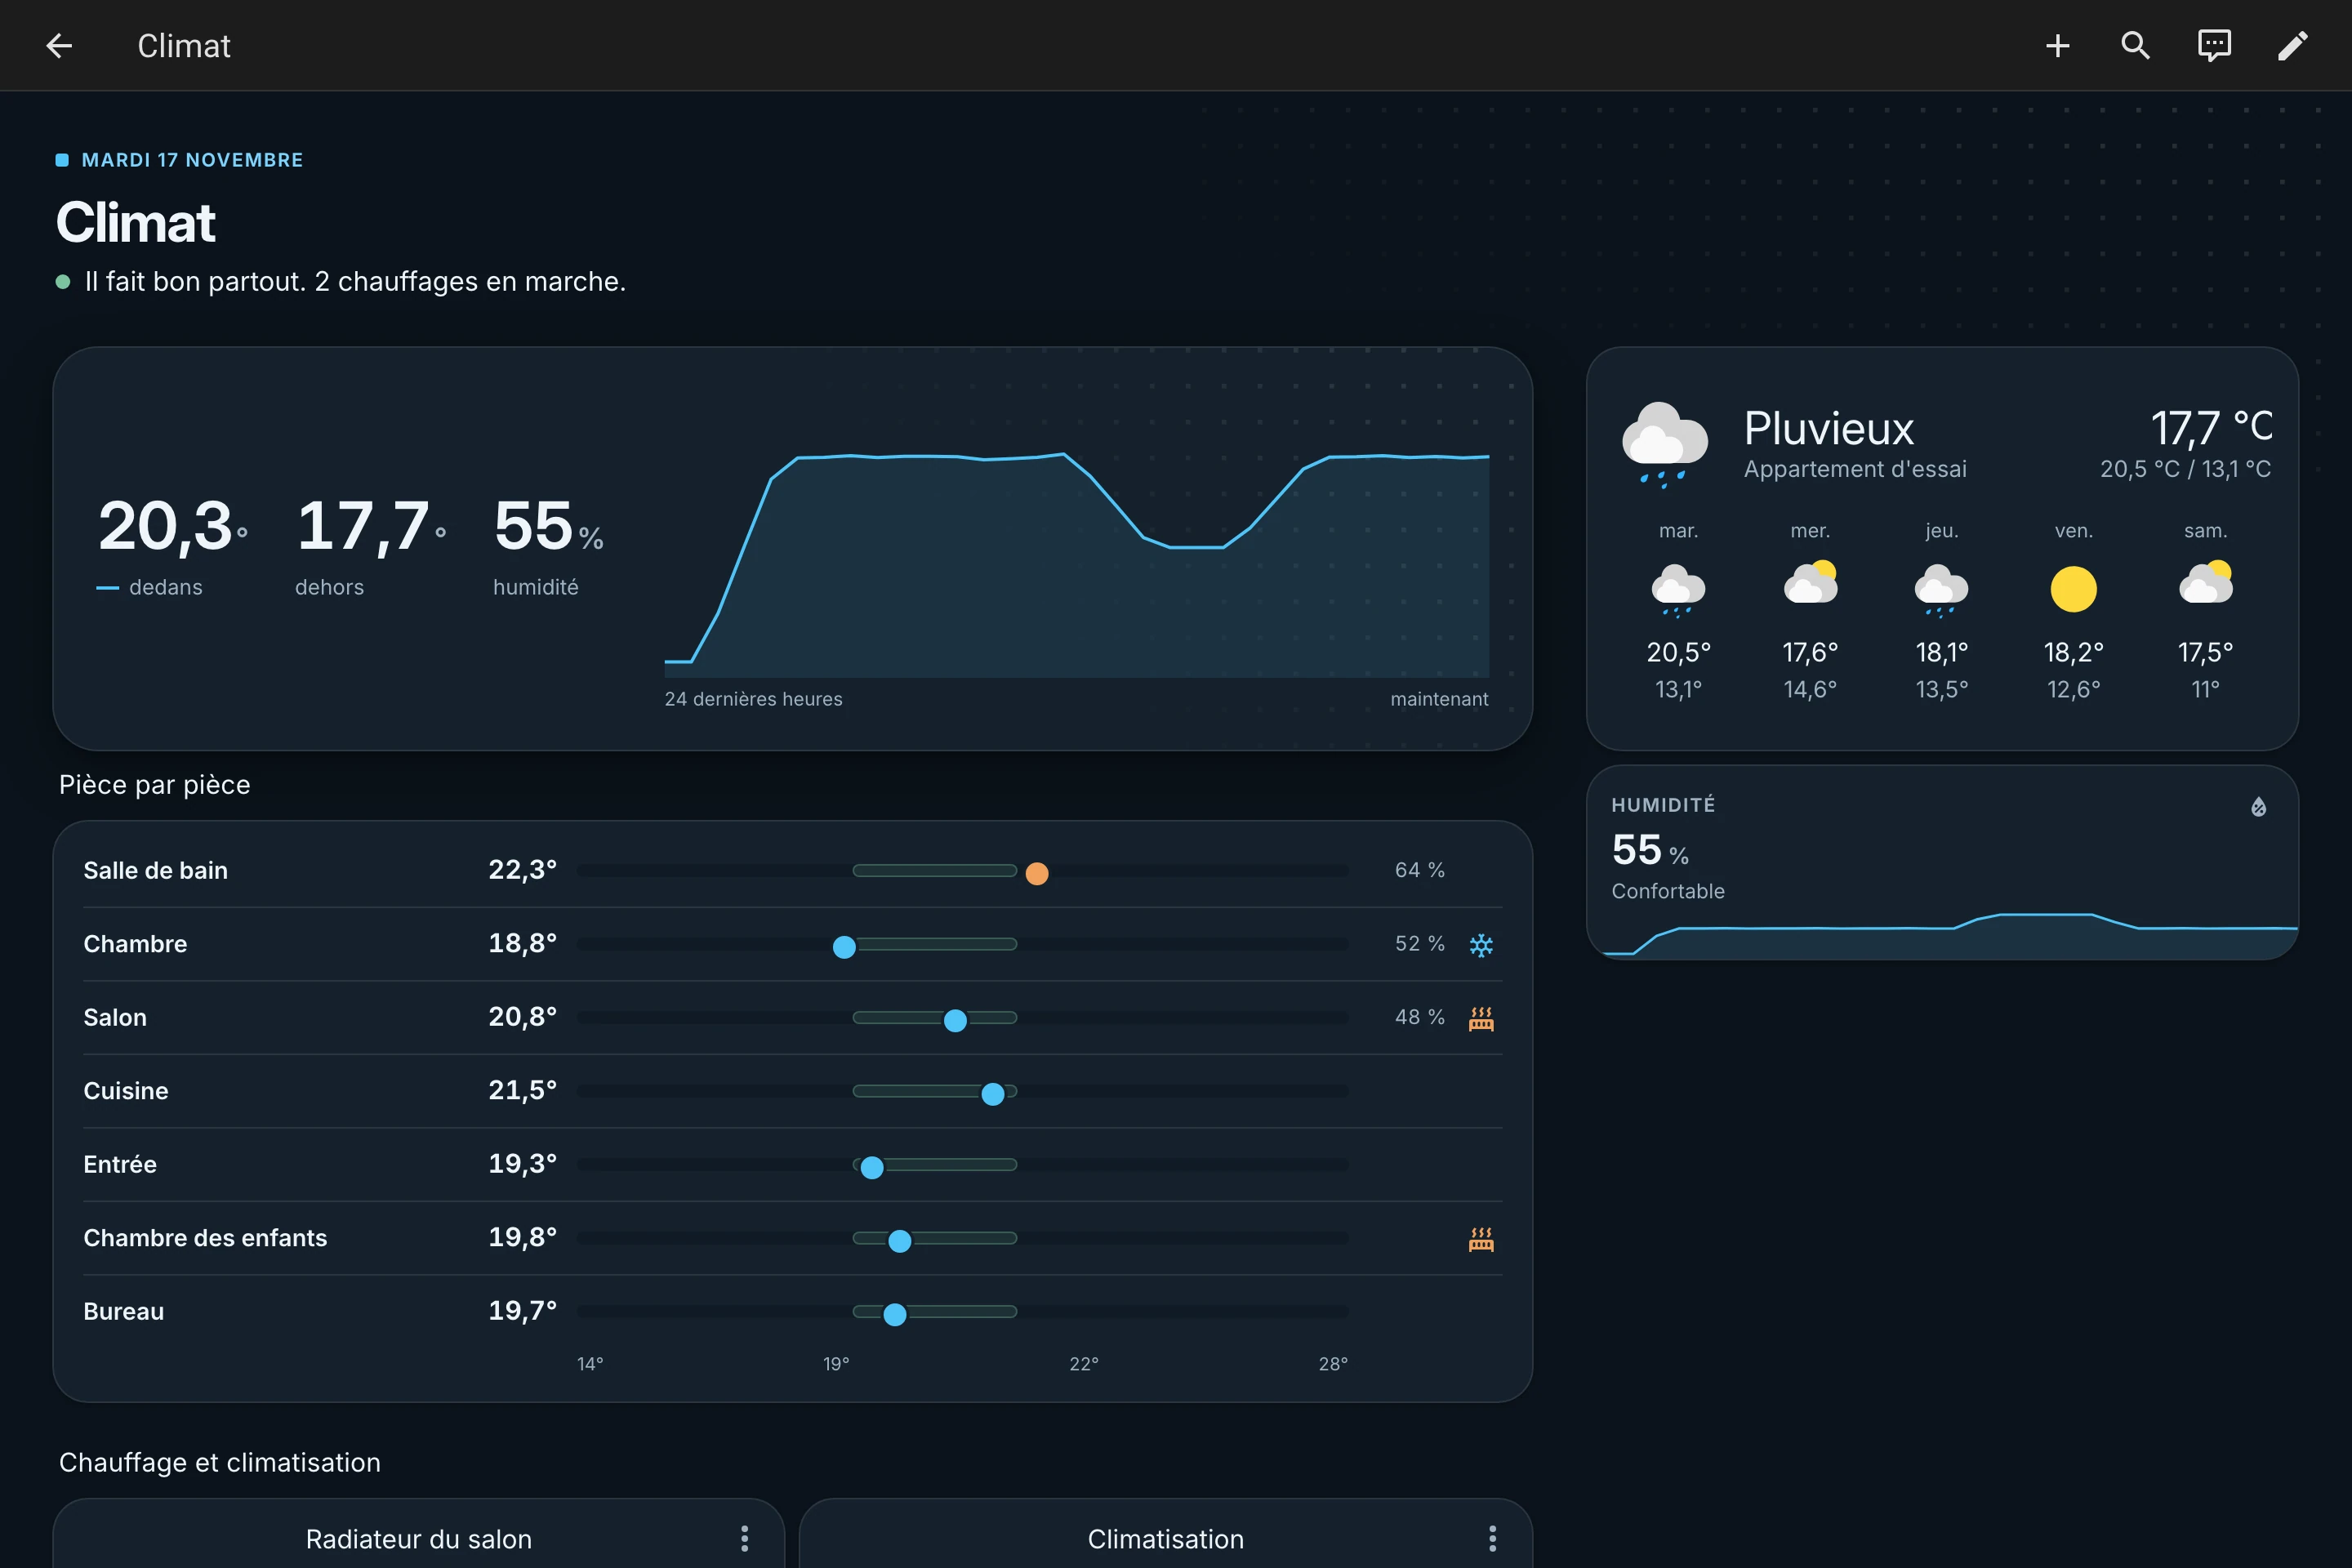 Climat
MARDI 17 NOVEMBRE
Climat
Il fait bon partout. 2 chauffages en marche.
20,3°
dedans
17,7°
dehors
55 %
humidité
24 dernières heures
maintenant
Pluvieux
17,7 °C
Appartement d'essai
20,5 °C / 13,1 °C
mar. mer. jeu. ven. sam.
20,5° 17,6° 18,1° 18,2° 17,5°
13,1° 14,6° 13,5° 12,6° 11°
HUMIDITÉ
55 %
Confortable
Pièce par pièce
Salle de bain 22,3° 64 %
Chambre 18,8° 52 %
Salon 20,8° 48 %
Cuisine 21,5°
Entrée 19,3°
Chambre des enfants 19,8°
Bureau 19,7°
14° 19° 22° 28°
Chauffage et climatisation
Radiateur du salon
Climatisation